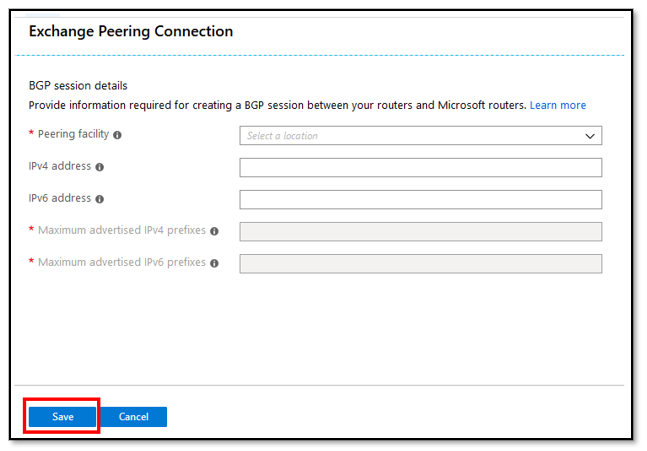 Exchange Peering Connection
BGP session details
Provide information required for creating a BGP session between your routers and Microsoft routers. Learn more
* Peering facility
Select a location
IPv4 address
IPv6 address
* Maximum advertised IPv4 prefixes
* Maximum advertised IPv6 prefixes
Save Cancel